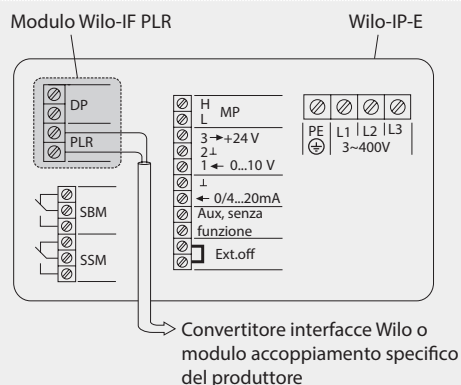 Modulo Wilo-IF PLR
Wilo-IP-E
DP
PLR
SBM
SSM
H
L
MP
3 → +24 V
2 ⊥
1 ← 0...10 V
⊥
← 0/4...20mA
Aux, senza
funzione
Ext.off
PE L1 L2 L3
3~400V
Convertitore interfacce Wilo o
modulo accoppiamento specifico
del produttore